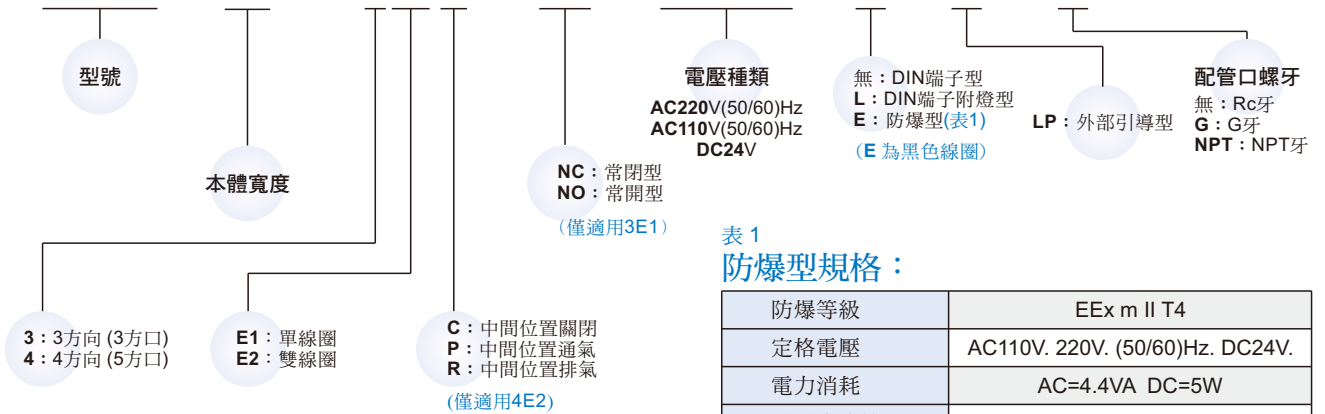 型號
本體寬度
3：3方向 (3方口)
4：4方向 (5方口)
E1：單線圈
E2：雙線圈
C：中間位置關閉
P：中間位置通氣
R：中間位置排氣
(僅適用4E2)
NC：常閉型
NO：常開型
（僅適用3E1）
電壓種類
AC220V(50/60)Hz
AC110V(50/60)Hz
DC24V
無：DIN端子型
L：DIN端子附燈型
E：防爆型(表1)
（E 為黑色線圈）
LP：外部引導型
配管口螺牙
無：Rc牙
G：G牙
NPT：NPT牙
表 1
防爆型規格：
防爆等級 EEx m II T4
定格電壓 AC110V. 220V. (50/60)Hz. DC24V.
電力消耗 AC=4.4VA DC=5W